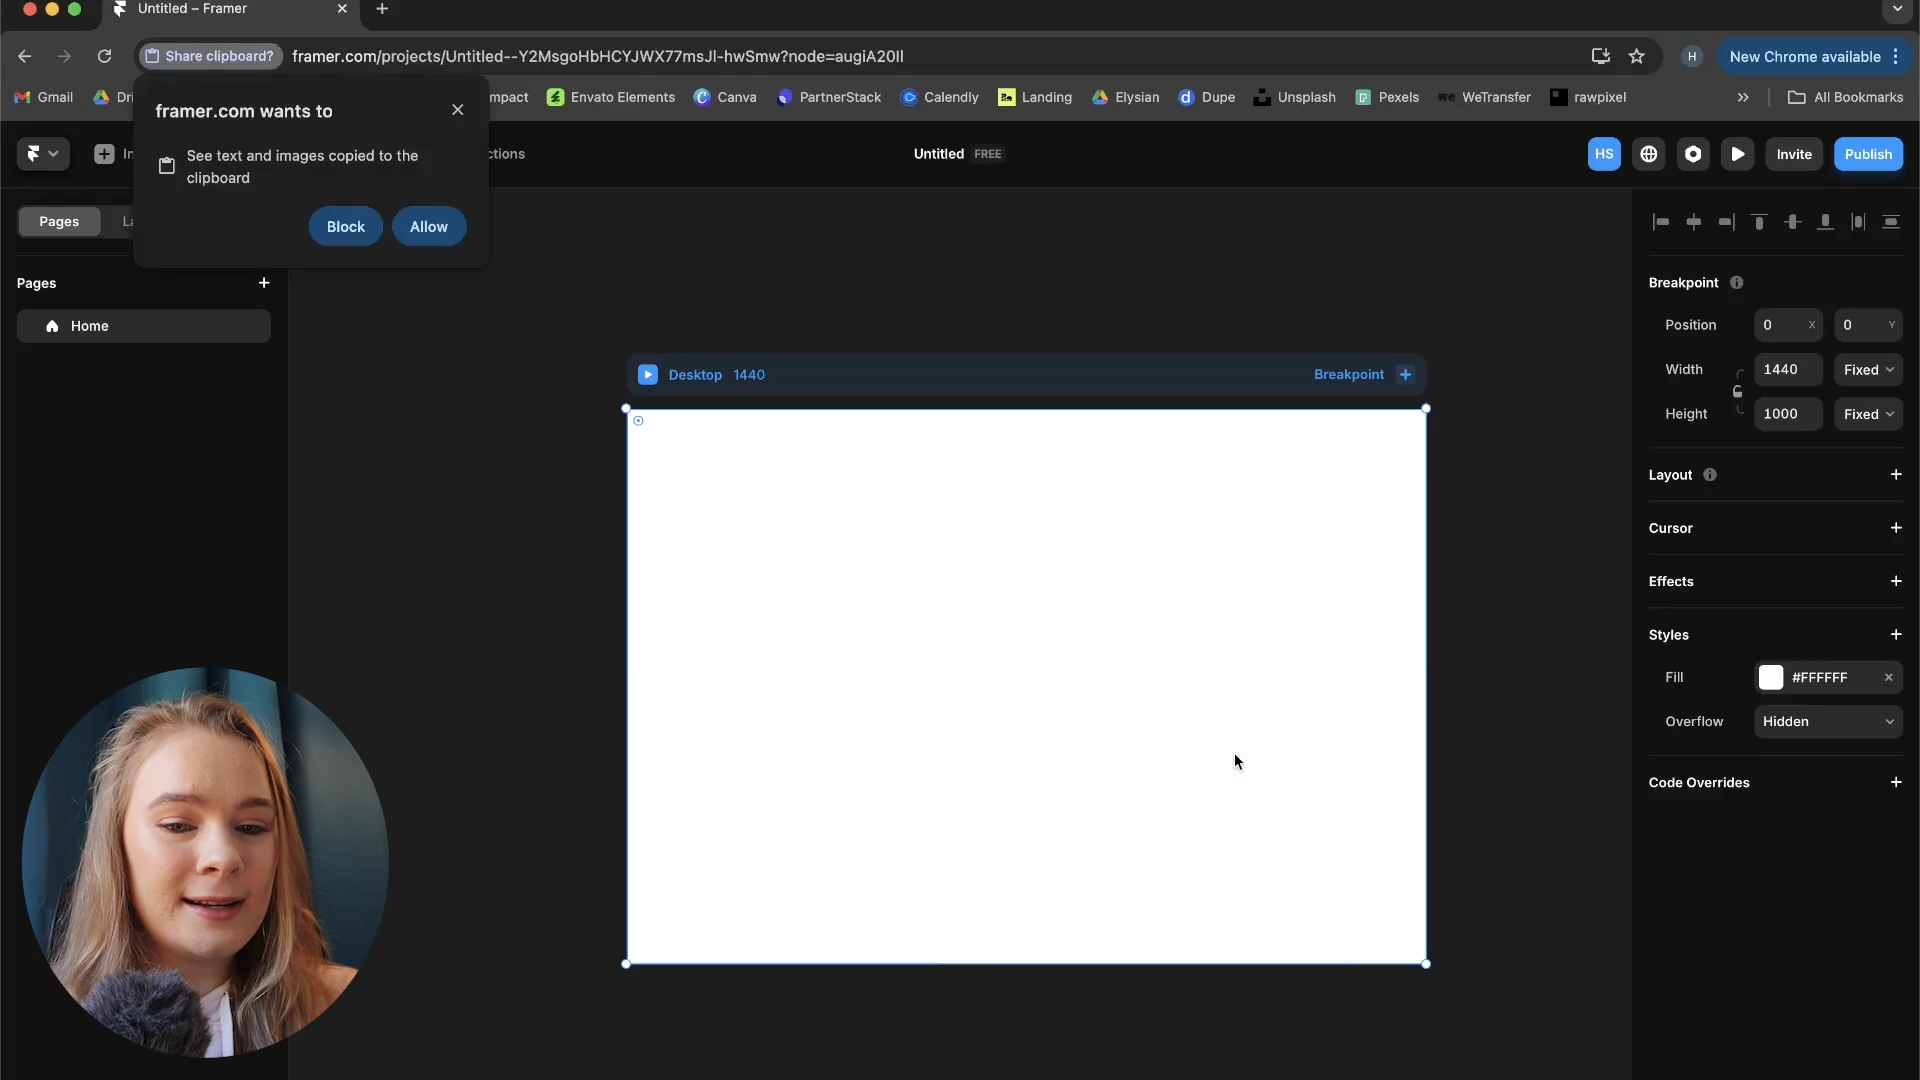 Untitled – Framer
Share clipboard?
framer.com/projects/Untitled--Y2MsgoHbHCYJWX77msJl-hwSmw?node=augiA20Il
H
New Chrome available
Gmail
Dri
mpact
Envato Elements
Canva
PartnerStack
Calendly
Landing
Elysian
Dupe
Unsplash
Pexels
WeTransfer
rawpixel
All Bookmarks
framer.com wants to
See text and images copied to the
clipboard
Block
Allow
In
ctions
Untitled FREE
HS
Invite
Publish
Pages
La
Pages
Home
Desktop 1440
Breakpoint
Breakpoint
Position 0 X 0 Y
Width 1440 Fixed
Height 1000 Fixed
Layout
Cursor
Effects
Styles
Fill #FFFFFF
Overflow Hidden
Code Overrides